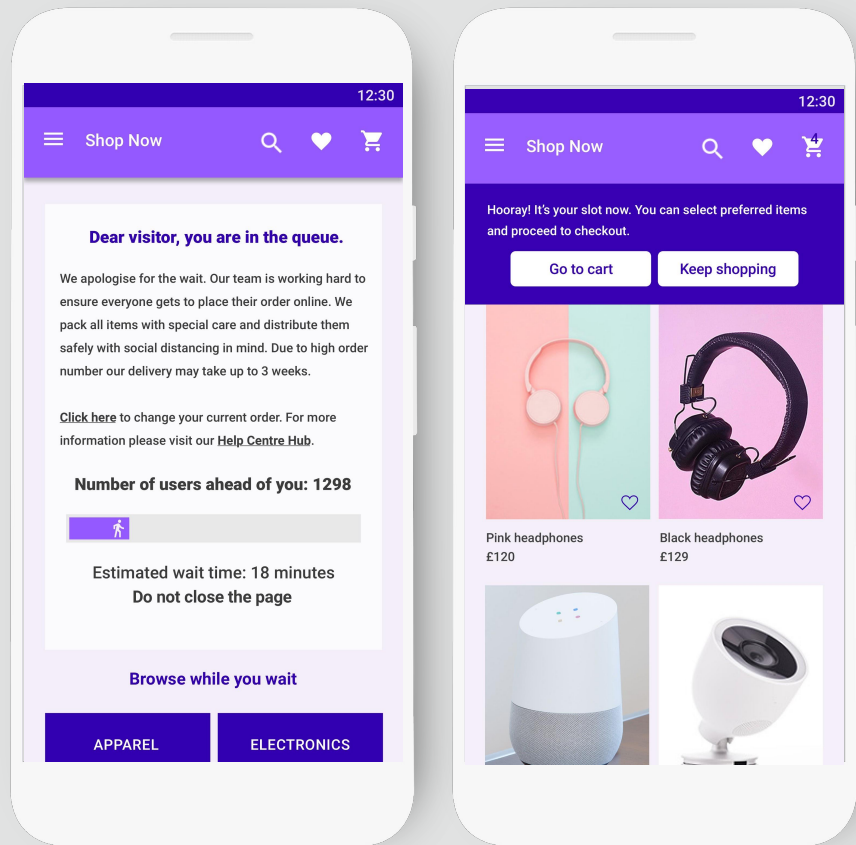 12:30
Shop Now
Dear visitor, you are in the queue.
We apologise for the wait. Our team is working hard to
ensure everyone gets to place their order online. We
pack all items with special care and distribute them
safely with social distancing in mind. Due to high order
number our delivery may take up to 3 weeks.
Click here to change your current order. For more
information please visit our Help Centre Hub.
Number of users ahead of you: 1298
Estimated wait time: 18 minutes
Do not close the page
Browse while you wait
APPAREL
ELECTRONICS
12:30
Shop Now
4
Hooray! It’s your slot now. You can select preferred items
and proceed to checkout.
Go to cart
Keep shopping
Pink headphones
£120
Black headphones
£129